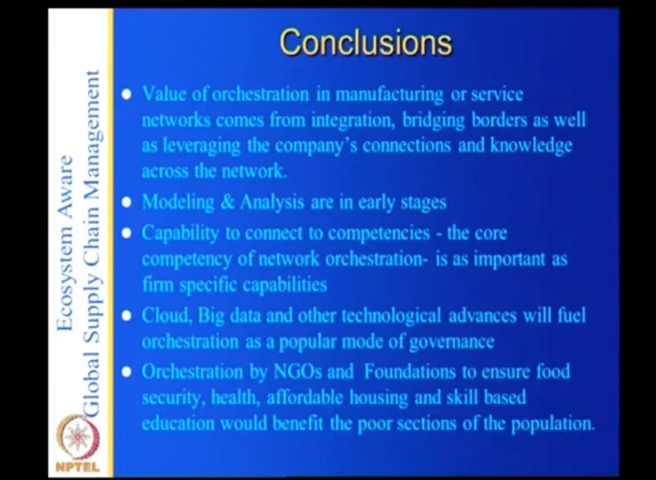 Conclusions
Value of orchestration in manufacturing or service
networks comes from integration, bridging borders as well
as leveraging the company's connections and knowledge
across the network.
Modeling & Analysis are in early stages
Capability to connect to competencies - the core
competency of network orchestration- is as important as
firm specific capabilities
Cloud, Big data and other technological advances will fuel
orchestration as a popular mode of governance
Orchestration by NGOs and Foundations to ensure food
security, health, affordable housing and skill based
education would benefit the poor sections of the population.
Ecosystem Aware
Global Supply Chain Management
NPTEL